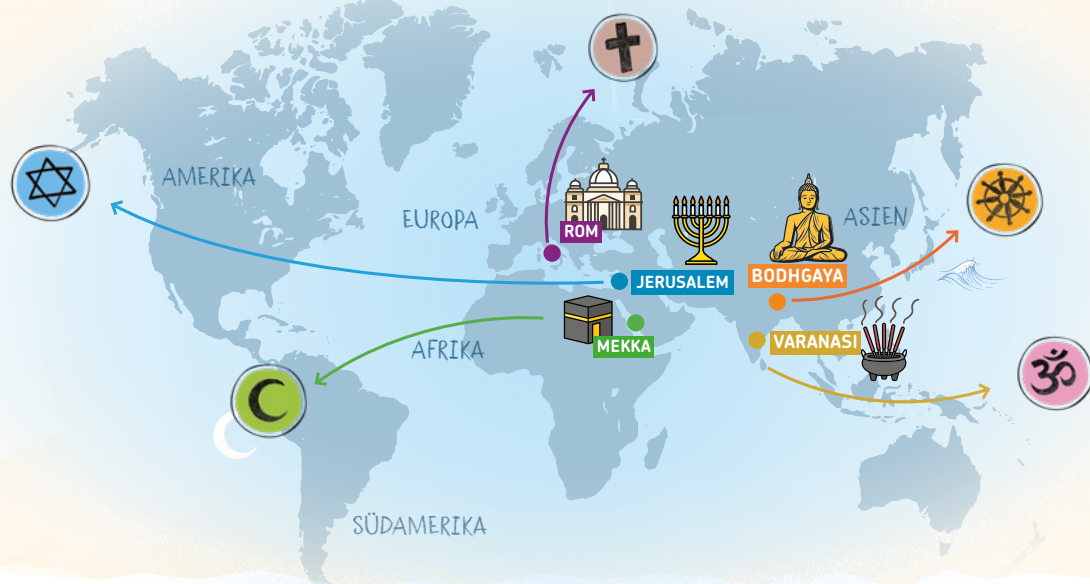 AMERIKA
EUROPA
ASIEN
ROM
JERUSALEM
BODHGAYA
MEKKA
VARANASI
AFRIKA
ॐ
SÜDAMERIKA